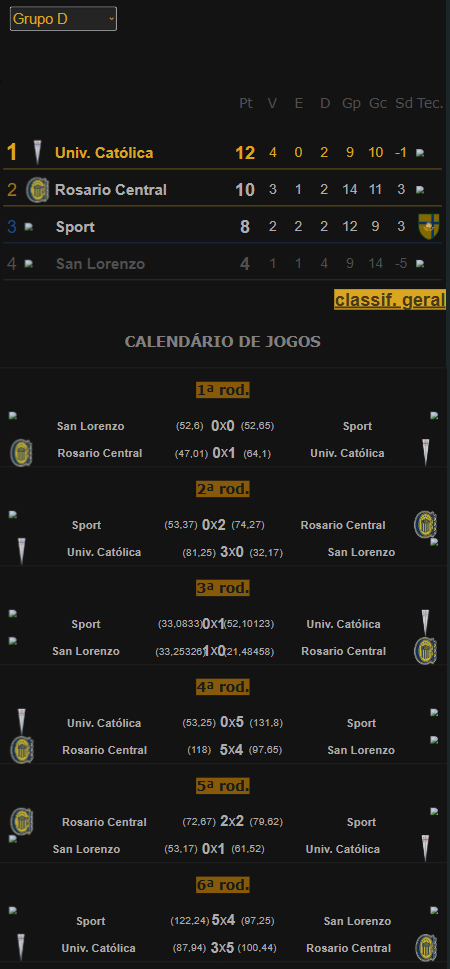 Grupo D
Pt V E D Gp Gc Sd Tec.
1 Univ. Católica 12 4 0 2 9 10 -1
2 Rosario Central 10 3 1 2 14 11 3
3 Sport 8 2 2 2 12 9 3
4 San Lorenzo 4 1 1 4 9 14 -5
classif. geral
CALENDÁRIO DE JOGOS
1ª rod.
San Lorenzo (52,6) 0X0 (52,65) Sport
Rosario Central (47,01) 0X1 (64,1) Univ. Católica
2ª rod.
Sport (53,37) 0X2 (74,27) Rosario Central
Univ. Católica (81,25) 3X0 (32,17) San Lorenzo
3ª rod.
Sport (33,0833)0X1(52,10123) Univ. Católica
San Lorenzo (33,25326)1X0(21,48458) Rosario Central
4ª rod.
Univ. Católica (53,25) 0X5 (131,8) Sport
Rosario Central (118) 5X4 (97,65) San Lorenzo
5ª rod.
Rosario Central (72,67) 2X2 (79,62) Sport
San Lorenzo (53,17) 0X1 (61,52) Univ. Católica
6ª rod.
Sport (122,24) 5X4 (97,25) San Lorenzo
Univ. Católica (87,94) 3X5 (100,44) Rosario Central